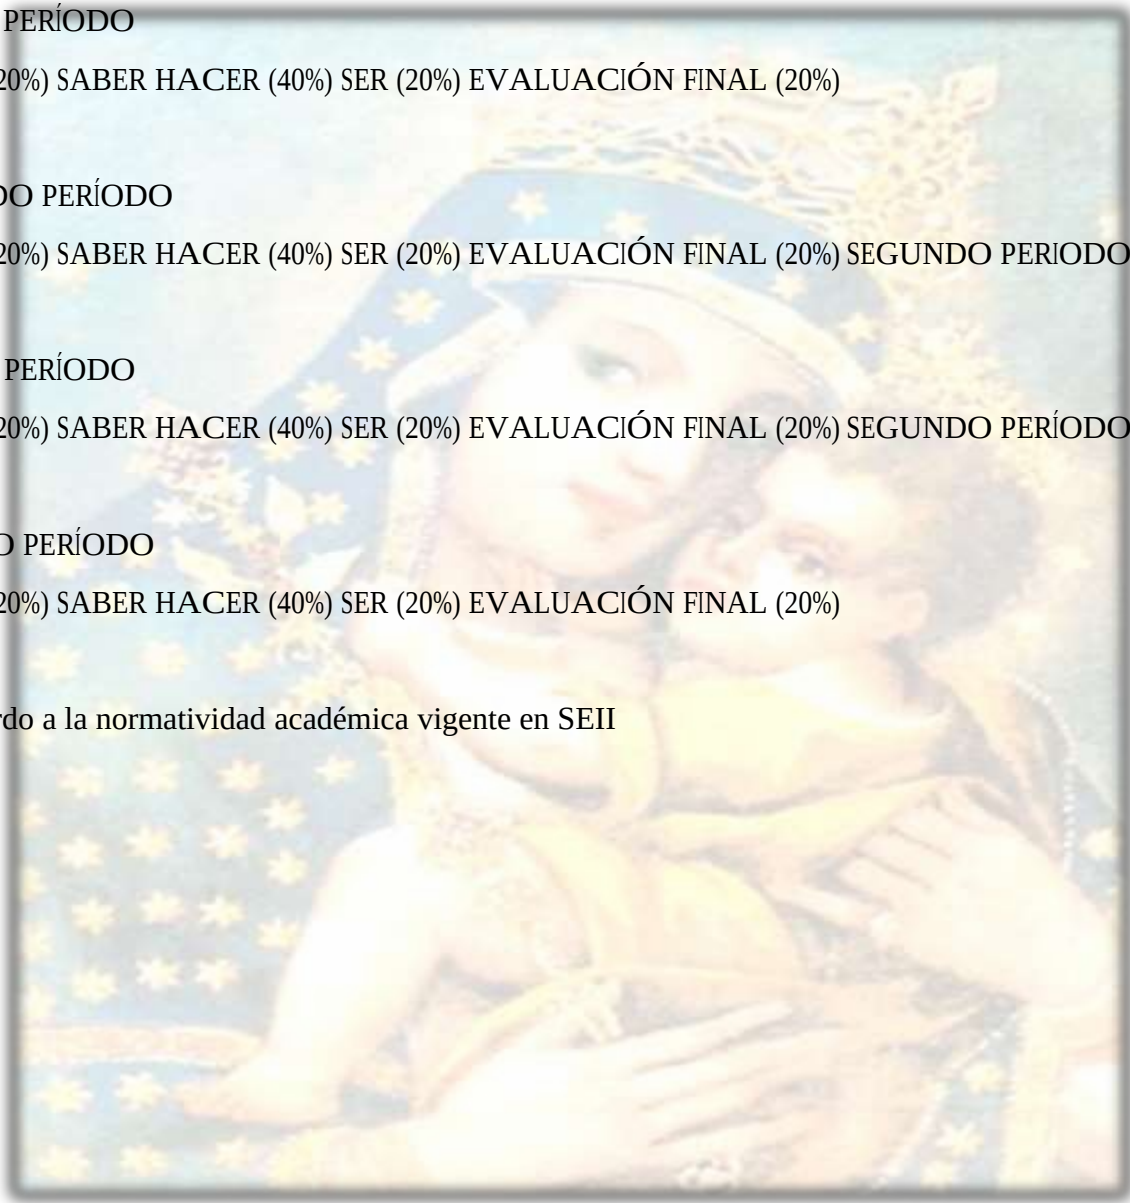 PERÍODO
20%) SABER HACER (40%) SER (20%) EVALUACIÓN FINAL (20%)
DO PERÍODO
20%) SABER HACER (40%) SER (20%) EVALUACIÓN FINAL (20%) SEGUNDO PERIODO
PERÍODO
20%) SABER HACER (40%) SER (20%) EVALUACIÓN FINAL (20%) SEGUNDO PERÍODO
O PERÍODO
20%) SABER HACER (40%) SER (20%) EVALUACIÓN FINAL (20%)
rdo a la normatividad académica vigente en SEII